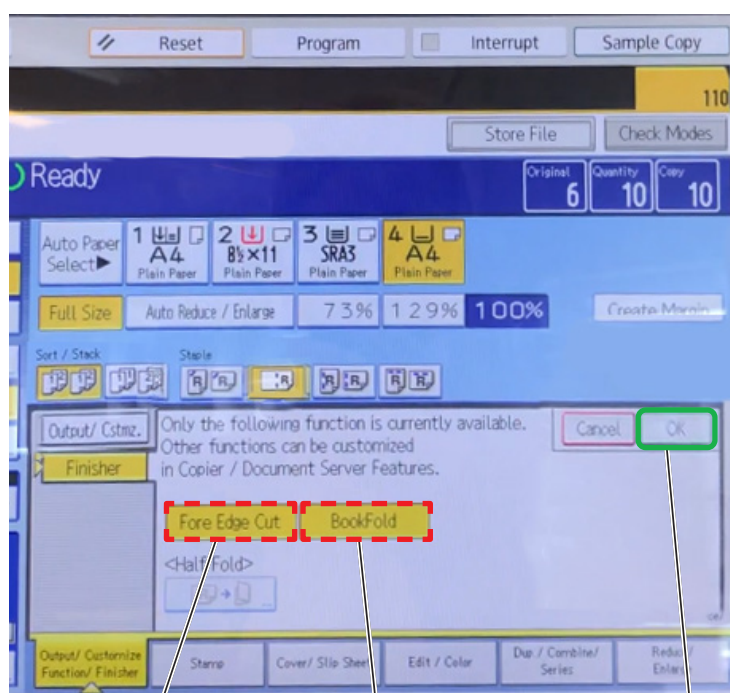 Reset Program Interrupt Sample Copy
110
Store File Check Modes
Ready
Original Quantity Copy
6 10 10
Auto Paper Select▶
1 A4 Plain Paper
2 8½×11 Plain Paper
3 SRA3 Plain Paper
4 A4 Plain Paper
Full Size Auto Reduce / Enlarge 73% 129% 100% Create Margin
Sort / Stack Staple
Output/ Cstmz.
Finisher
Only the following function is currently available.
Other functions can be customized
in Copier / Document Server Features.
Cancel OK
Fore Edge Cut BookFold
<Half Fold>
Output/ Customize
Function/ Finisher
Stamp
Cover/ Slip Sheet
Edit / Color
Dup./ Combine/
Series
Reduce /
Enlarge